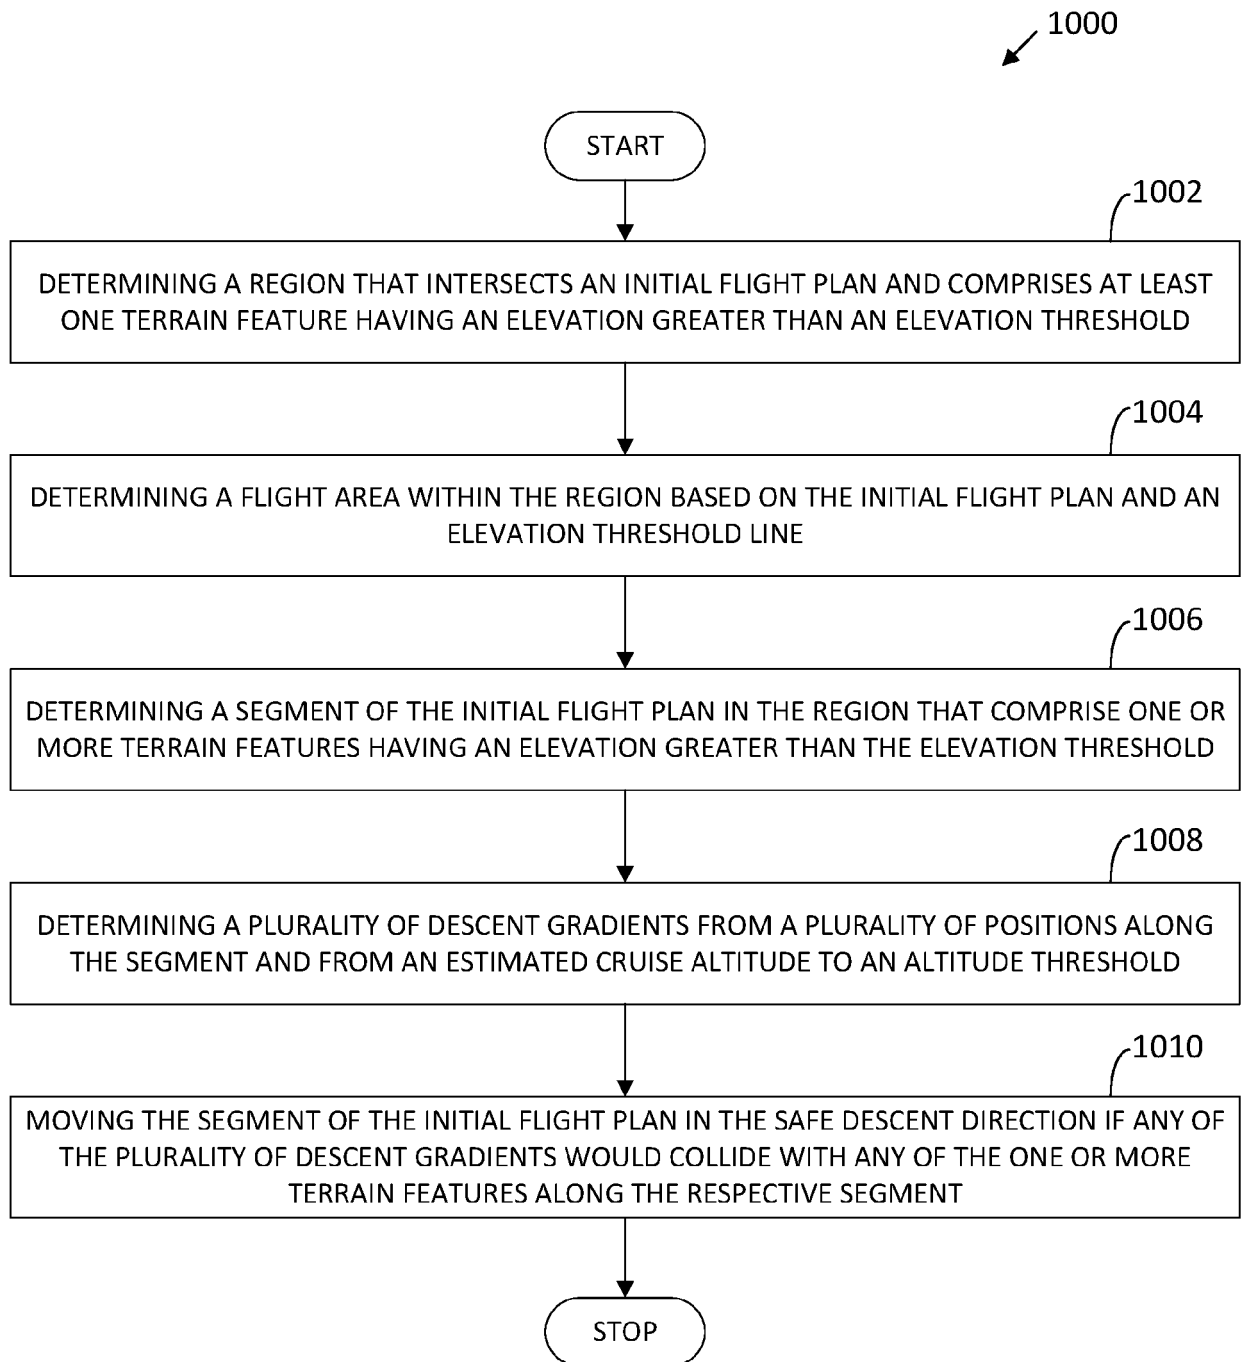 1000
START
1002
DETERMINING A REGION THAT INTERSECTS AN INITIAL FLIGHT PLAN AND COMPRISES AT LEAST
ONE TERRAIN FEATURE HAVING AN ELEVATION GREATER THAN AN ELEVATION THRESHOLD
1004
DETERMINING A FLIGHT AREA WITHIN THE REGION BASED ON THE INITIAL FLIGHT PLAN AND AN
ELEVATION THRESHOLD LINE
1006
DETERMINING A SEGMENT OF THE INITIAL FLIGHT PLAN IN THE REGION THAT COMPRISE ONE OR
MORE TERRAIN FEATURES HAVING AN ELEVATION GREATER THAN THE ELEVATION THRESHOLD
1008
DETERMINING A PLURALITY OF DESCENT GRADIENTS FROM A PLURALITY OF POSITIONS ALONG
THE SEGMENT AND FROM AN ESTIMATED CRUISE ALTITUDE TO AN ALTITUDE THRESHOLD
1010
MOVING THE SEGMENT OF THE INITIAL FLIGHT PLAN IN THE SAFE DESCENT DIRECTION IF ANY OF
THE PLURALITY OF DESCENT GRADIENTS WOULD COLLIDE WITH ANY OF THE ONE OR MORE
TERRAIN FEATURES ALONG THE RESPECTIVE SEGMENT
STOP